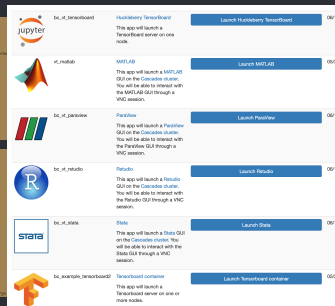 bc_vt_tensorboard
Huckleberry TensorBoard
Launch Huckleberry TensorBoard
jupyter
This app will launch a
TensorBoard server on one
node.
vt_matlab
MATLAB
Launch MATLAB
This app will launch a MATLAB
GUI on the Cascades cluster.
You will be able to interact with
the MATLAB GUI through a
VNC session.
bc_vt_paraview
ParaView
Launch ParaView
This app will launch a ParaView
GUI on the Cascades cluster.
You will be able to interact with
the ParaView GUI through a
VNC session.
bc_vt_rstudio
Rstudio
Launch Rstudio
R
This app will launch a Rstudio
GUI on the Cascades cluster.
You will be able to interact with
the Rstudio GUI through a
VNC session.
bc_vt_stata
Stata
Launch Stata
STATA
This app will launch a Stata GUI
on the Cascades cluster. You
will be able to interact with the
Stata GUI through a VNC
session.
bc_example_tensorboard2
Tensorboard container
Launch Tensorboard container
This app will launch a
Tensorboard server on one or
more nodes.